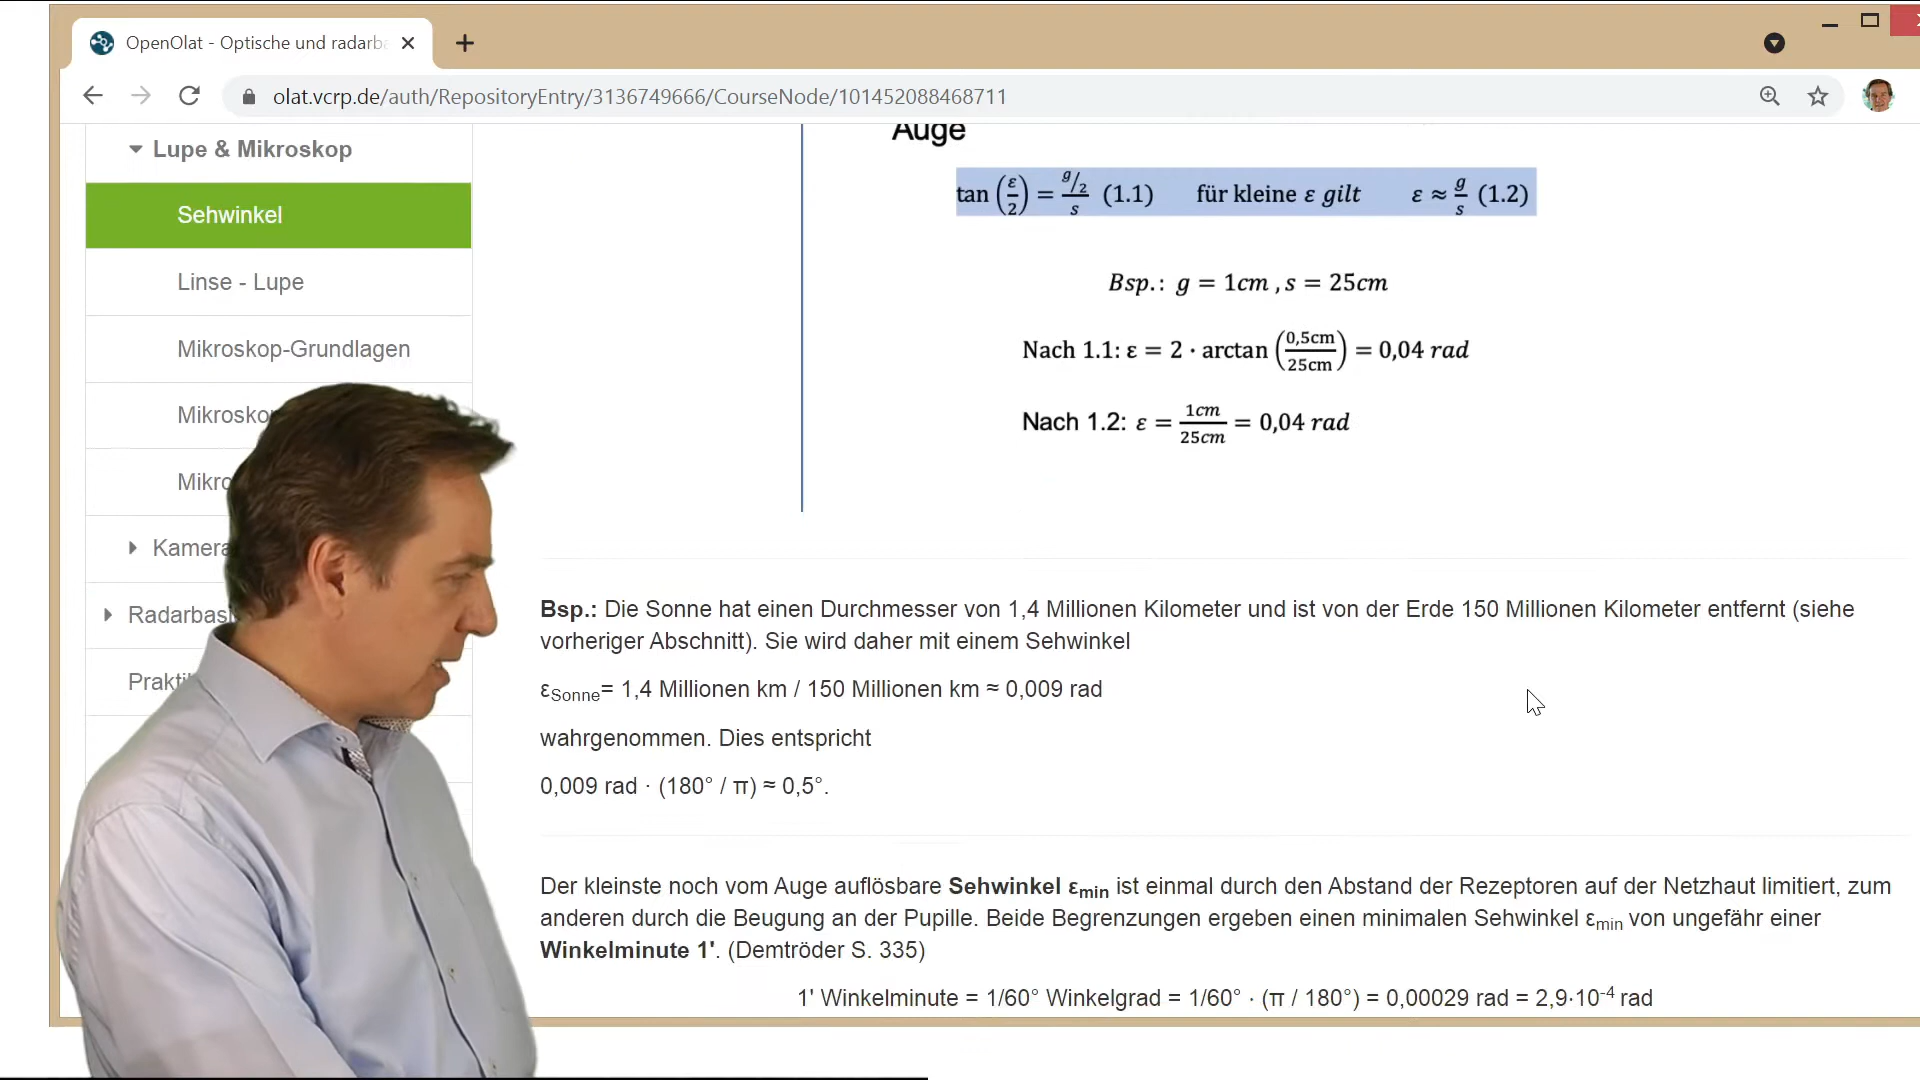 OpenOlat - Optische und radarba
olat.vcrp.de/auth/RepositoryEntry/3136749666/CourseNode/101452088468711
Lupe & Mikroskop
Sehwinkel
Linse - Lupe
Mikroskop-Grundlagen
Mikrosko
Mikro
Kamera
Radarbas
Prakti
Auge
tan (ε/2) = (g/2)/s (1.1) für kleine ε gilt ε ≈ g/s (1.2)
Bsp.: g = 1cm , s = 25cm
Nach 1.1: ε = 2 · arctan (0,5cm/25cm) = 0,04 rad
Nach 1.2: ε = 1cm/25cm = 0,04 rad
Bsp.: Die Sonne hat einen Durchmesser von 1,4 Millionen Kilometer und ist von der Erde 150 Millionen Kilometer entfernt (siehe
vorheriger Abschnitt). Sie wird daher mit einem Sehwinkel
εSonne= 1,4 Millionen km / 150 Millionen km ≈ 0,009 rad
wahrgenommen. Dies entspricht
0,009 rad · (180° / π) ≈ 0,5°.
Der kleinste noch vom Auge auflösbare Sehwinkel εmin ist einmal durch den Abstand der Rezeptoren auf der Netzhaut limitiert, zum
anderen durch die Beugung an der Pupille. Beide Begrenzungen ergeben einen minimalen Sehwinkel εmin von ungefähr einer
Winkelminute 1'. (Demtröder S. 335)
1' Winkelminute = 1/60° Winkelgrad = 1/60° · (π / 180°) = 0,00029 rad = 2,9·10⁻⁴ rad